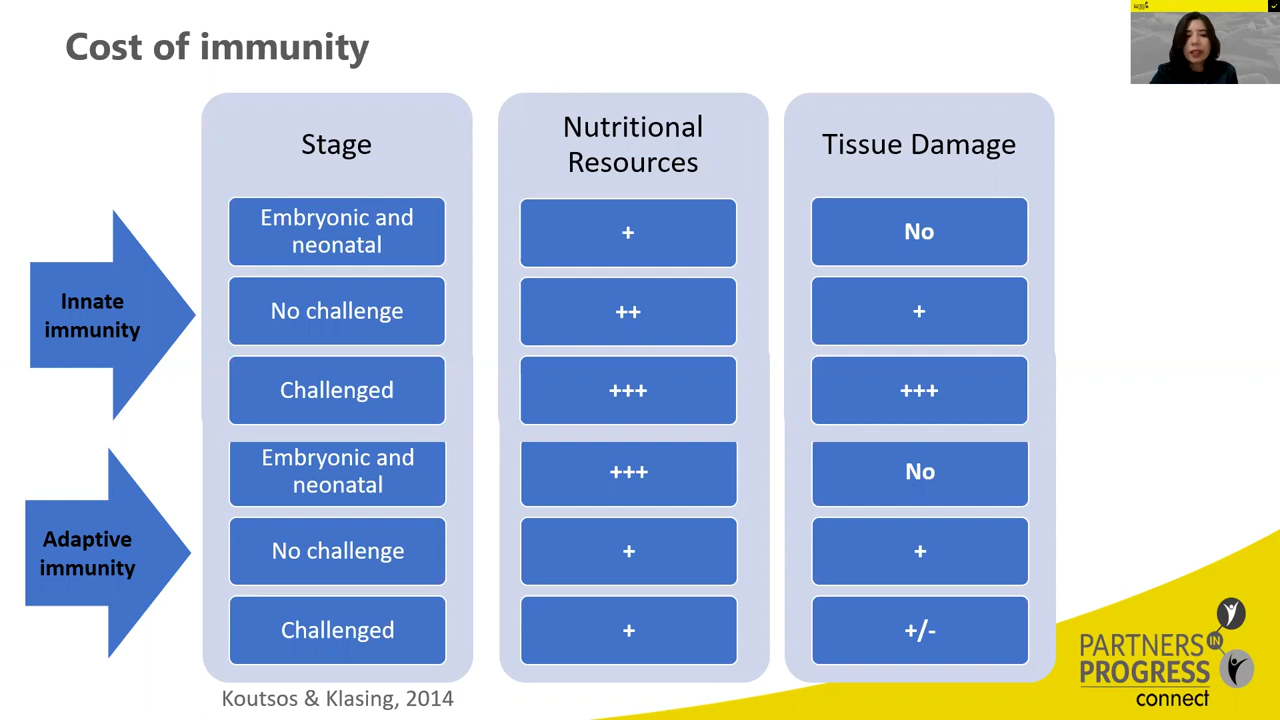 Cost of immunity
Stage
Nutritional
Resources
Tissue Damage
Innate
immunity
Embryonic and
neonatal
+
No
No challenge
++
+
Challenged
+++
+++
Adaptive
immunity
Embryonic and
neonatal
+++
No
No challenge
+
+
Challenged
+
+/-
Koutsos & Klasing, 2014
PARTNERS
IN
PROGRESS
connect